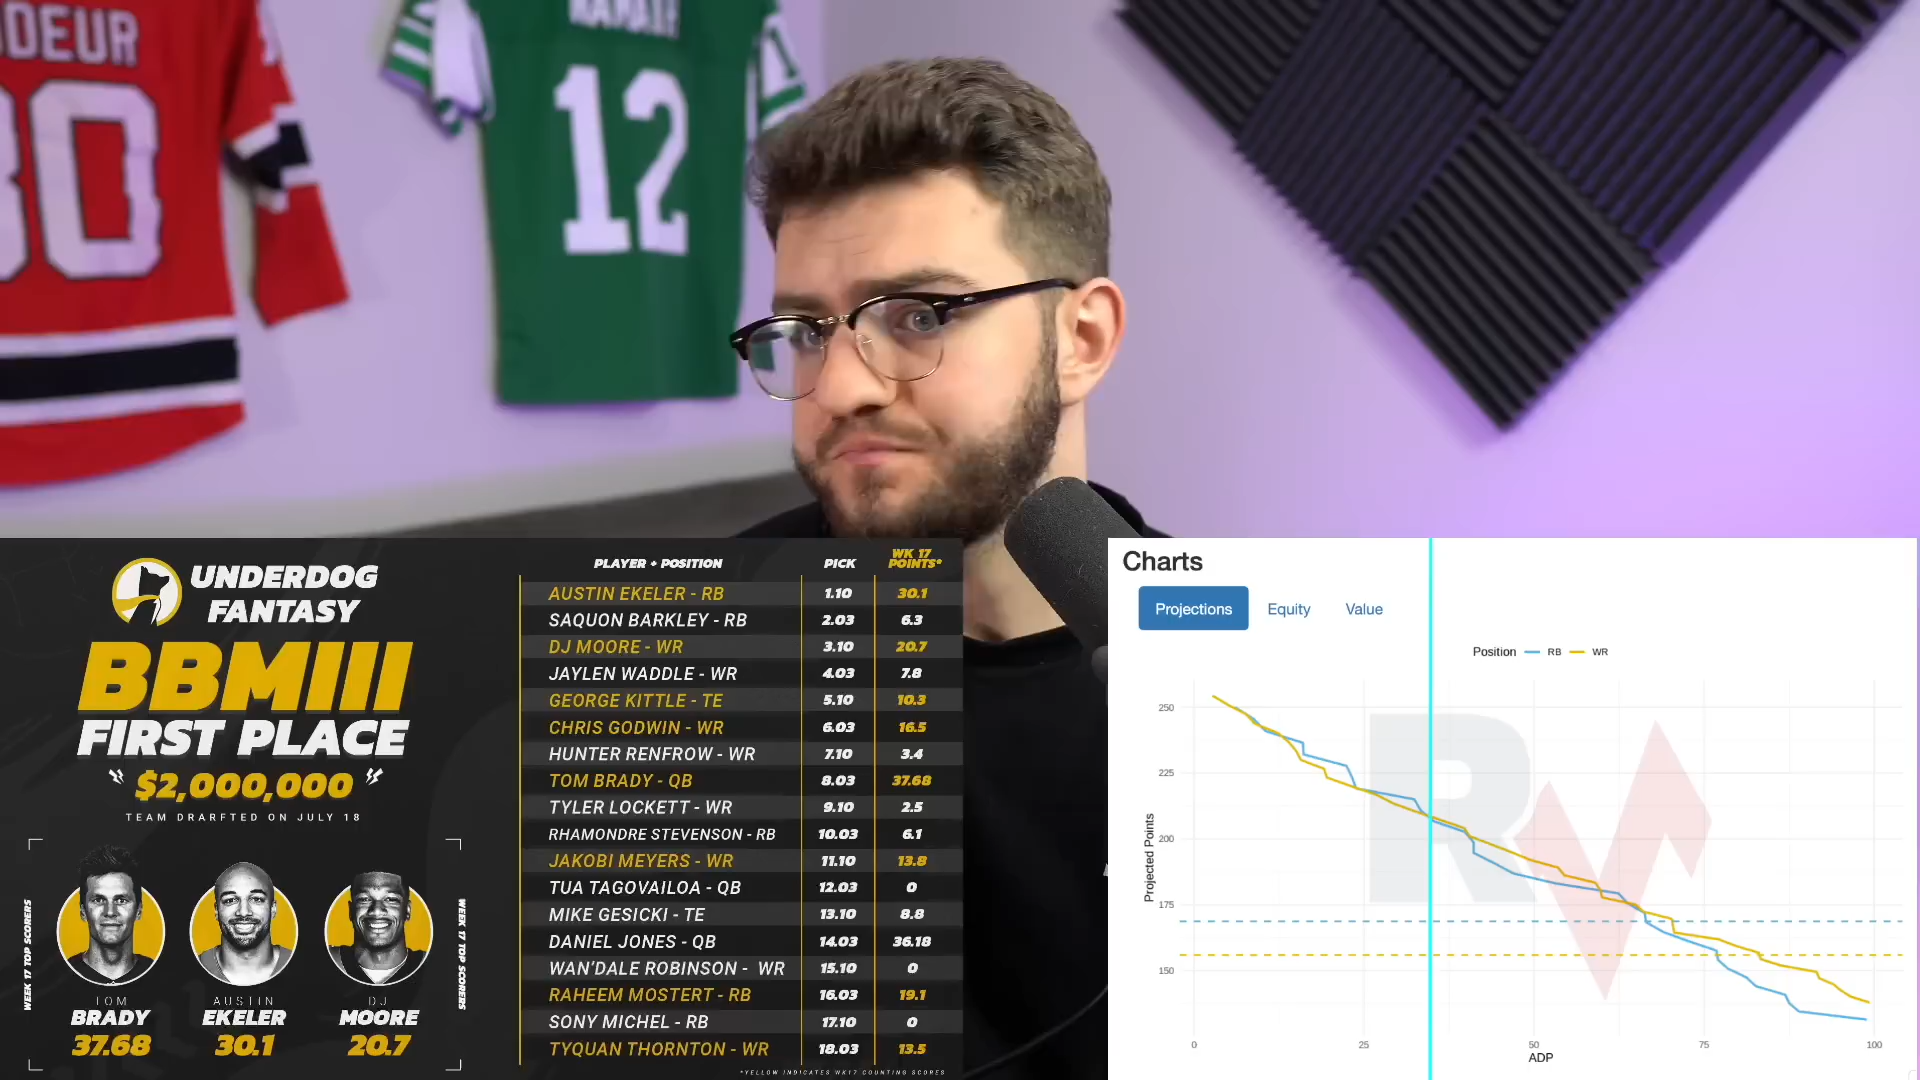 12
UNDERDOG
FANTASY
BBMIII
FIRST PLACE
$2,000,000
TEAM DRARFTED ON JULY 18
WEEK 17 TOP SCORERS
WEEK 17 TOP SCORERS
TOM
BRADY
37.68
AUSTIN
EKELER
30.1
DJ
MOORE
20.7
PLAYER + POSITION PICK WK 17 POINTS*
AUSTIN EKELER - RB 1.10 30.1
SAQUON BARKLEY - RB 2.03 6.3
DJ MOORE - WR 3.10 20.7
JAYLEN WADDLE - WR 4.03 7.8
GEORGE KITTLE - TE 5.10 10.3
CHRIS GODWIN - WR 6.03 16.5
HUNTER RENFROW - WR 7.10 3.4
TOM BRADY - QB 8.03 37.68
TYLER LOCKETT - WR 9.10 2.5
RHAMONDRE STEVENSON - RB 10.03 6.1
JAKOBI MEYERS - WR 11.10 13.8
TUA TAGOVAILOA - QB 12.03 0
MIKE GESICKI - TE 13.10 8.8
DANIEL JONES - QB 14.03 36.18
WAN'DALE ROBINSON - WR 15.10 0
RAHEEM MOSTERT - RB 16.03 19.1
SONY MICHEL - RB 17.10 0
TYQUAN THORNTON - WR 18.03 13.5
*YELLOW INDICATES WK17 COUNTING SCORES
Charts
Projections Equity Value
Position RB WR
Projected Points
250
225
200
175
150
0 25 50 75 100
ADP